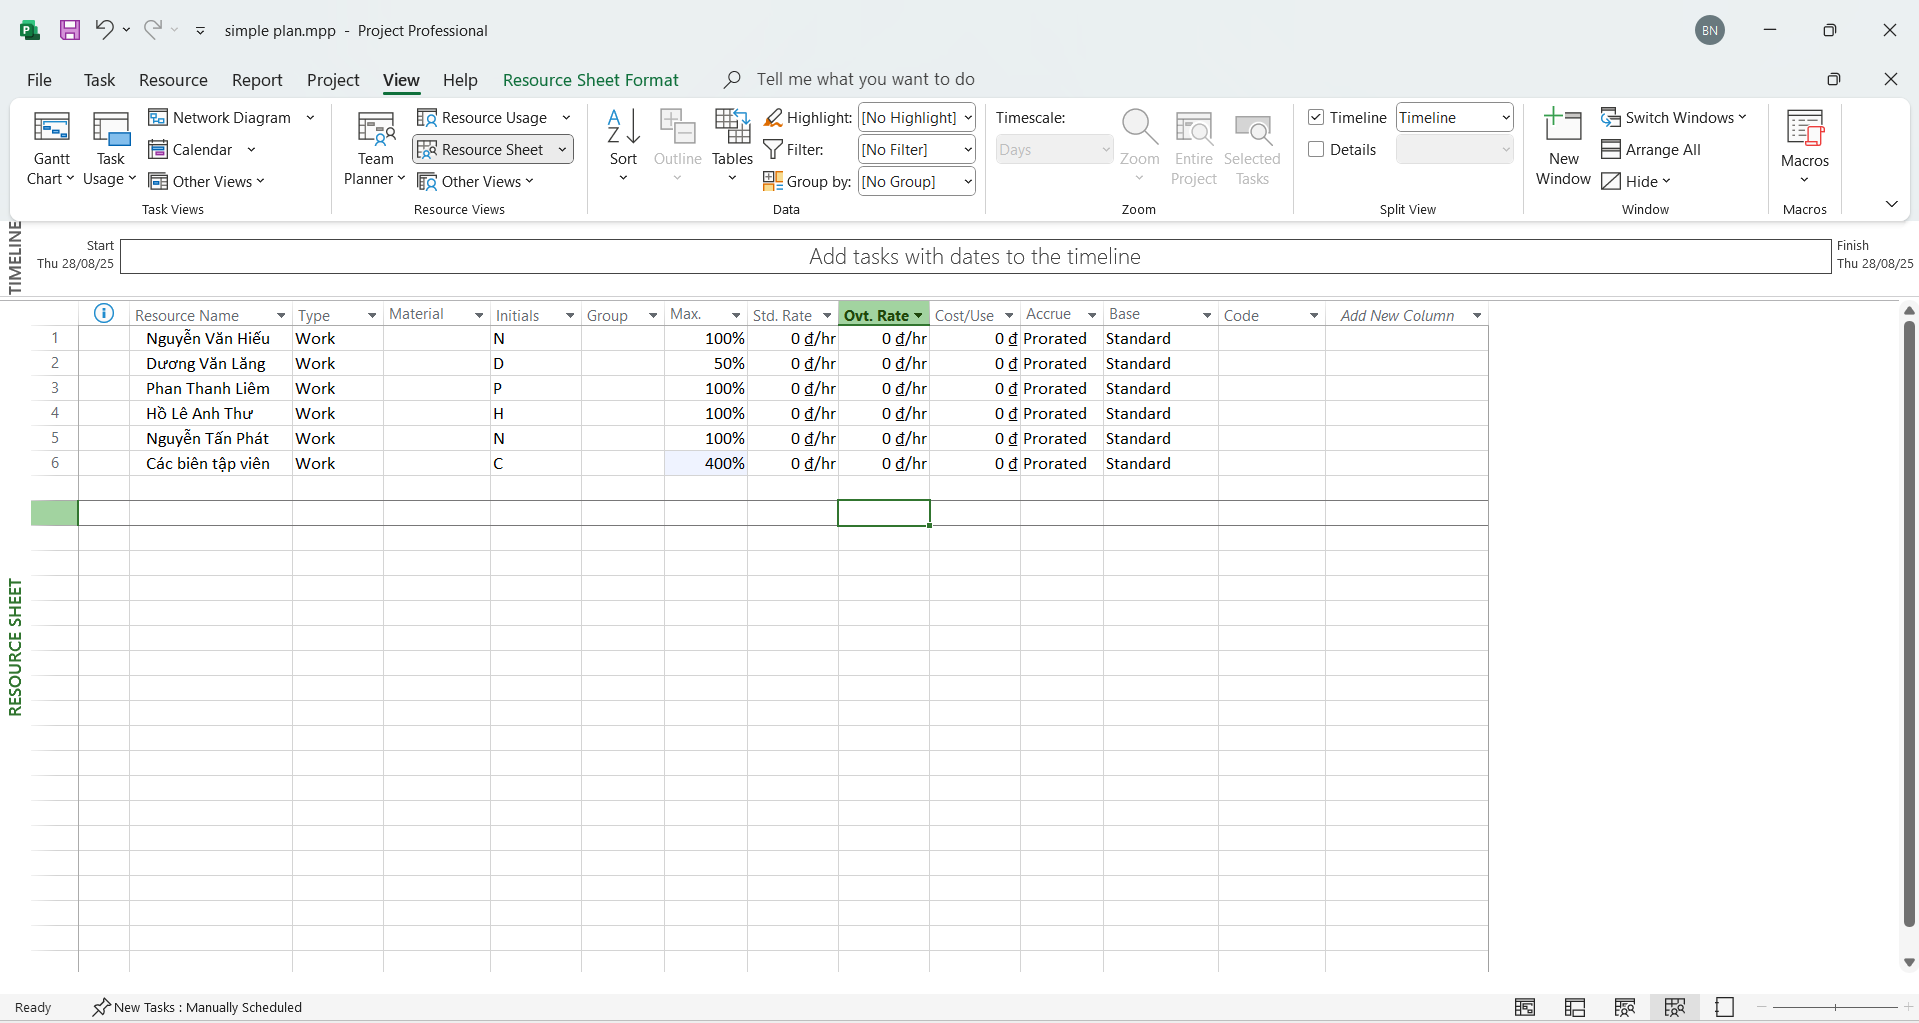 simple plan.mpp - Project Professional
BN
File Task Resource Report Project View Help Resource Sheet Format Tell me what you want to do
Gantt Chart
Task Usage
Network Diagram
Calendar
Other Views
Task Views
Team Planner
Resource Usage
Resource Sheet
Other Views
Resource Views
Sort
Outline
Tables
Highlight: [No Highlight]
Filter: [No Filter]
Group by: [No Group]
Data
Timescale:
Days
Zoom
Entire Project
Selected Tasks
Zoom
Timeline Timeline
Details
Split View
New Window
Switch Windows
Arrange All
Hide
Window
Macros
Macros
TIMELINE
Start
Thu 28/08/25
Add tasks with dates to the timeline
Finish
Thu 28/08/25
Resource Name Type Material Initials Group Max. Std. Rate Ovt. Rate Cost/Use Accrue Base Code Add New Column
1 Nguyễn Văn Hiếu Work N 100% 0 ₫/hr 0 ₫/hr 0 ₫ Prorated Standard
2 Dương Văn Lăng Work D 50% 0 ₫/hr 0 ₫/hr 0 ₫ Prorated Standard
3 Phan Thanh Liêm Work P 100% 0 ₫/hr 0 ₫/hr 0 ₫ Prorated Standard
4 Hồ Lê Anh Thư Work H 100% 0 ₫/hr 0 ₫/hr 0 ₫ Prorated Standard
5 Nguyễn Tấn Phát Work N 100% 0 ₫/hr 0 ₫/hr 0 ₫ Prorated Standard
6 Các biên tập viên Work C 400% 0 ₫/hr 0 ₫/hr 0 ₫ Prorated Standard
RESOURCE SHEET
Ready New Tasks : Manually Scheduled